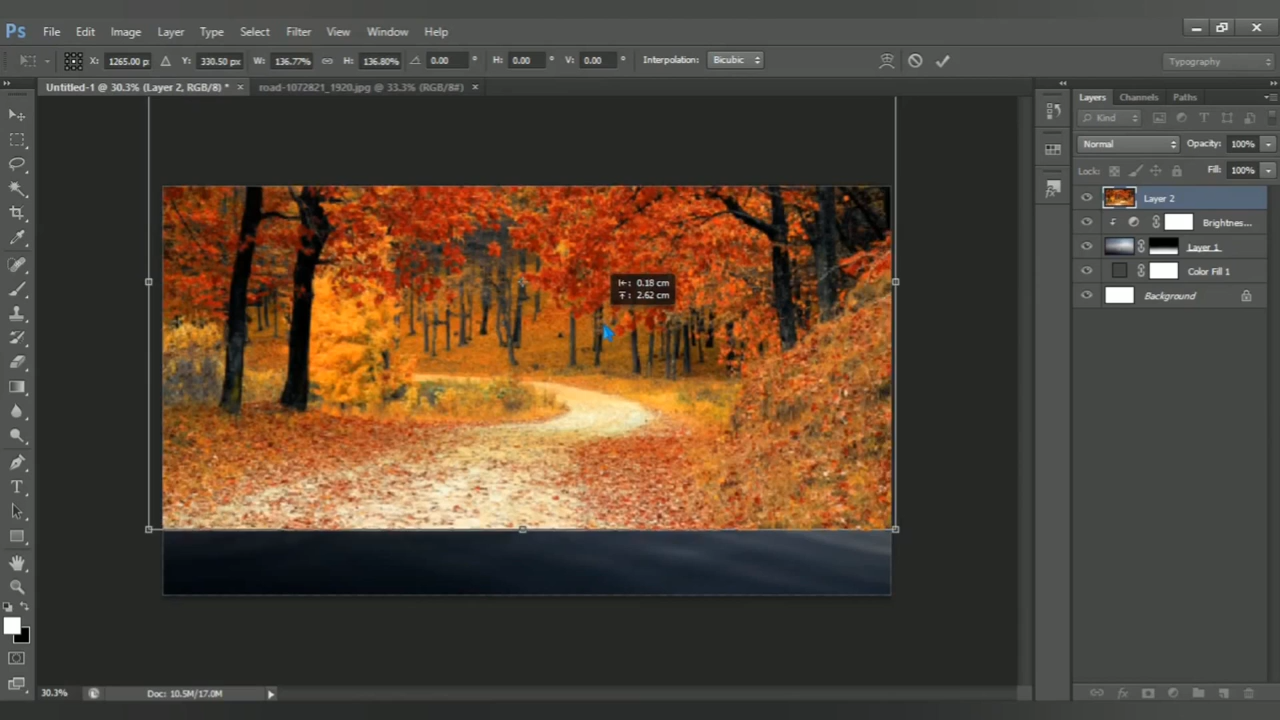 Ps File Edit Image Layer Type Select Filter View Window Help
X: 1265.00 px Y: 330.50 px W: 136.77% H: 136.80% 0.00 ° H: 0.00 ° V: 0.00 ° Interpolation: Bicubic Typography
Untitled-1 @ 30.3% (Layer 2, RGB/8) * × road-1072821_1920.jpg @ 33.3% (RGB/8#) ×
Layers Channels Paths
Kind
Normal Opacity: 100%
Lock: Fill: 100%
Layer 2
Brightness...
Layer 1
Color Fill 1
Background
0.18 cm
2.62 cm
30.3% Doc: 10.5M/17.0M